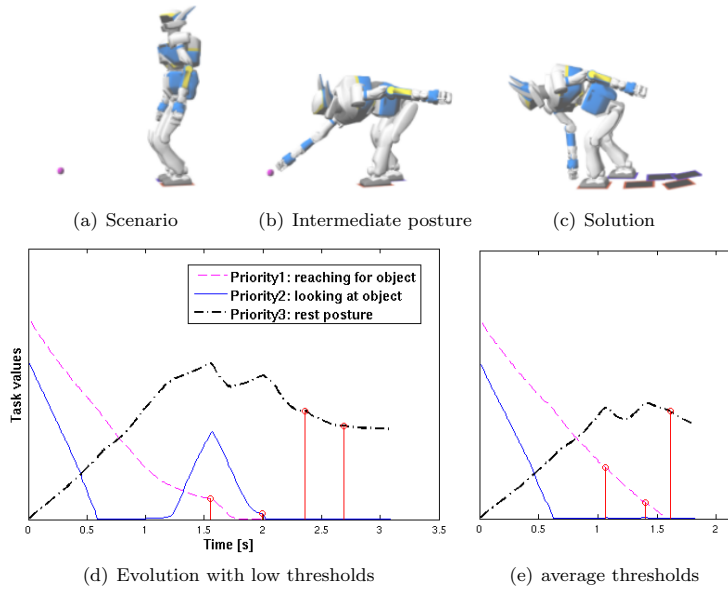 (a) Scenario
(b) Intermediate posture
(c) Solution
Task values
Priority1: reaching for object
Priority2: looking at object
Priority3: rest posture
0 0.5 1 1.5 2 2.5 3 3.5
Time [s]
0 0.5 1 1.5 2
(d) Evolution with low thresholds
(e) average thresholds